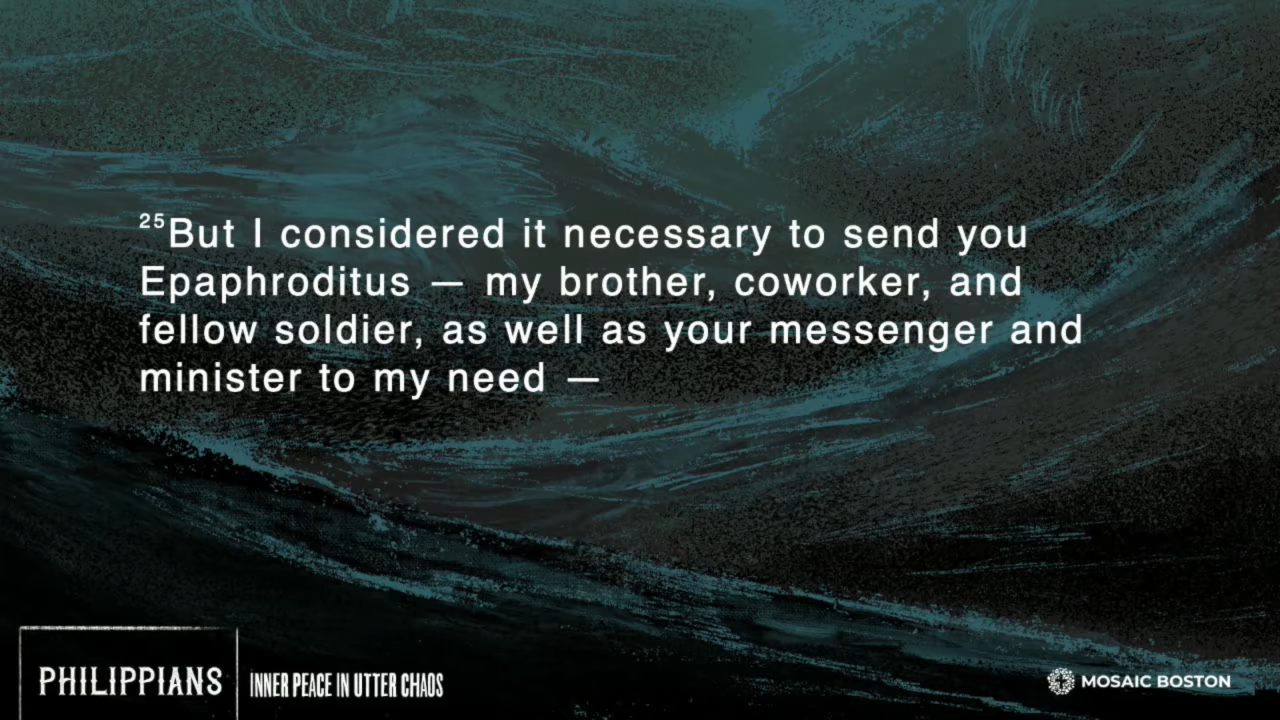 ²⁵But I considered it necessary to send you
Epaphroditus — my brother, coworker, and
fellow soldier, as well as your messenger and
minister to my need —
PHILIPPIANS
INNER PEACE IN UTTER CHAOS
MOSAIC BOSTON